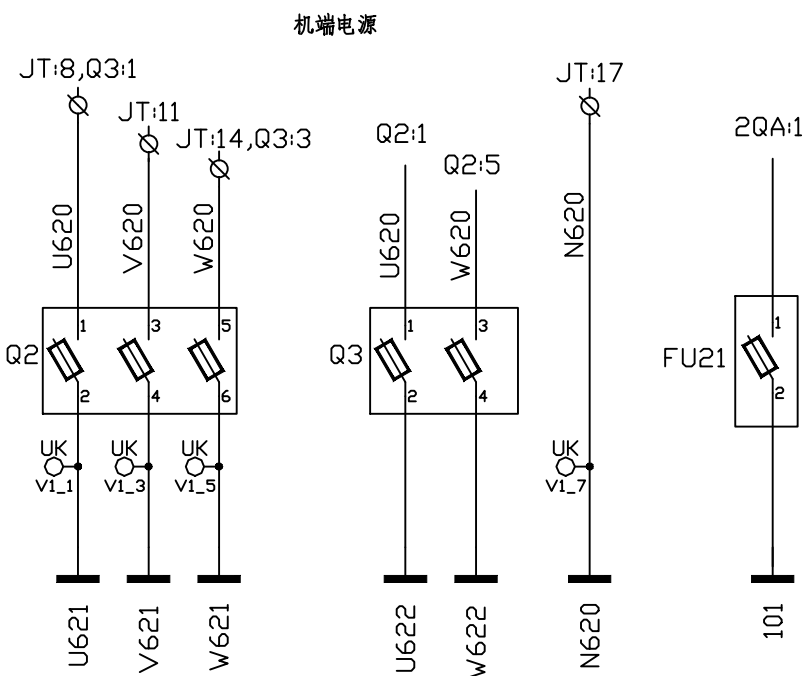 机端电源
JT:8,Q3:1
JT:11
JT:14,Q3:3
Q2:1
Q2:5
JT:17
2QA:1
U620
V620
W620
U620
W620
N620
Q2
1
3
5
2
4
6
Q3
1
3
2
4
FU21
1
2
UK
V1_1
UK
V1_3
UK
V1_5
UK
V1_7
U621
V621
W621
U622
W622
N620
101